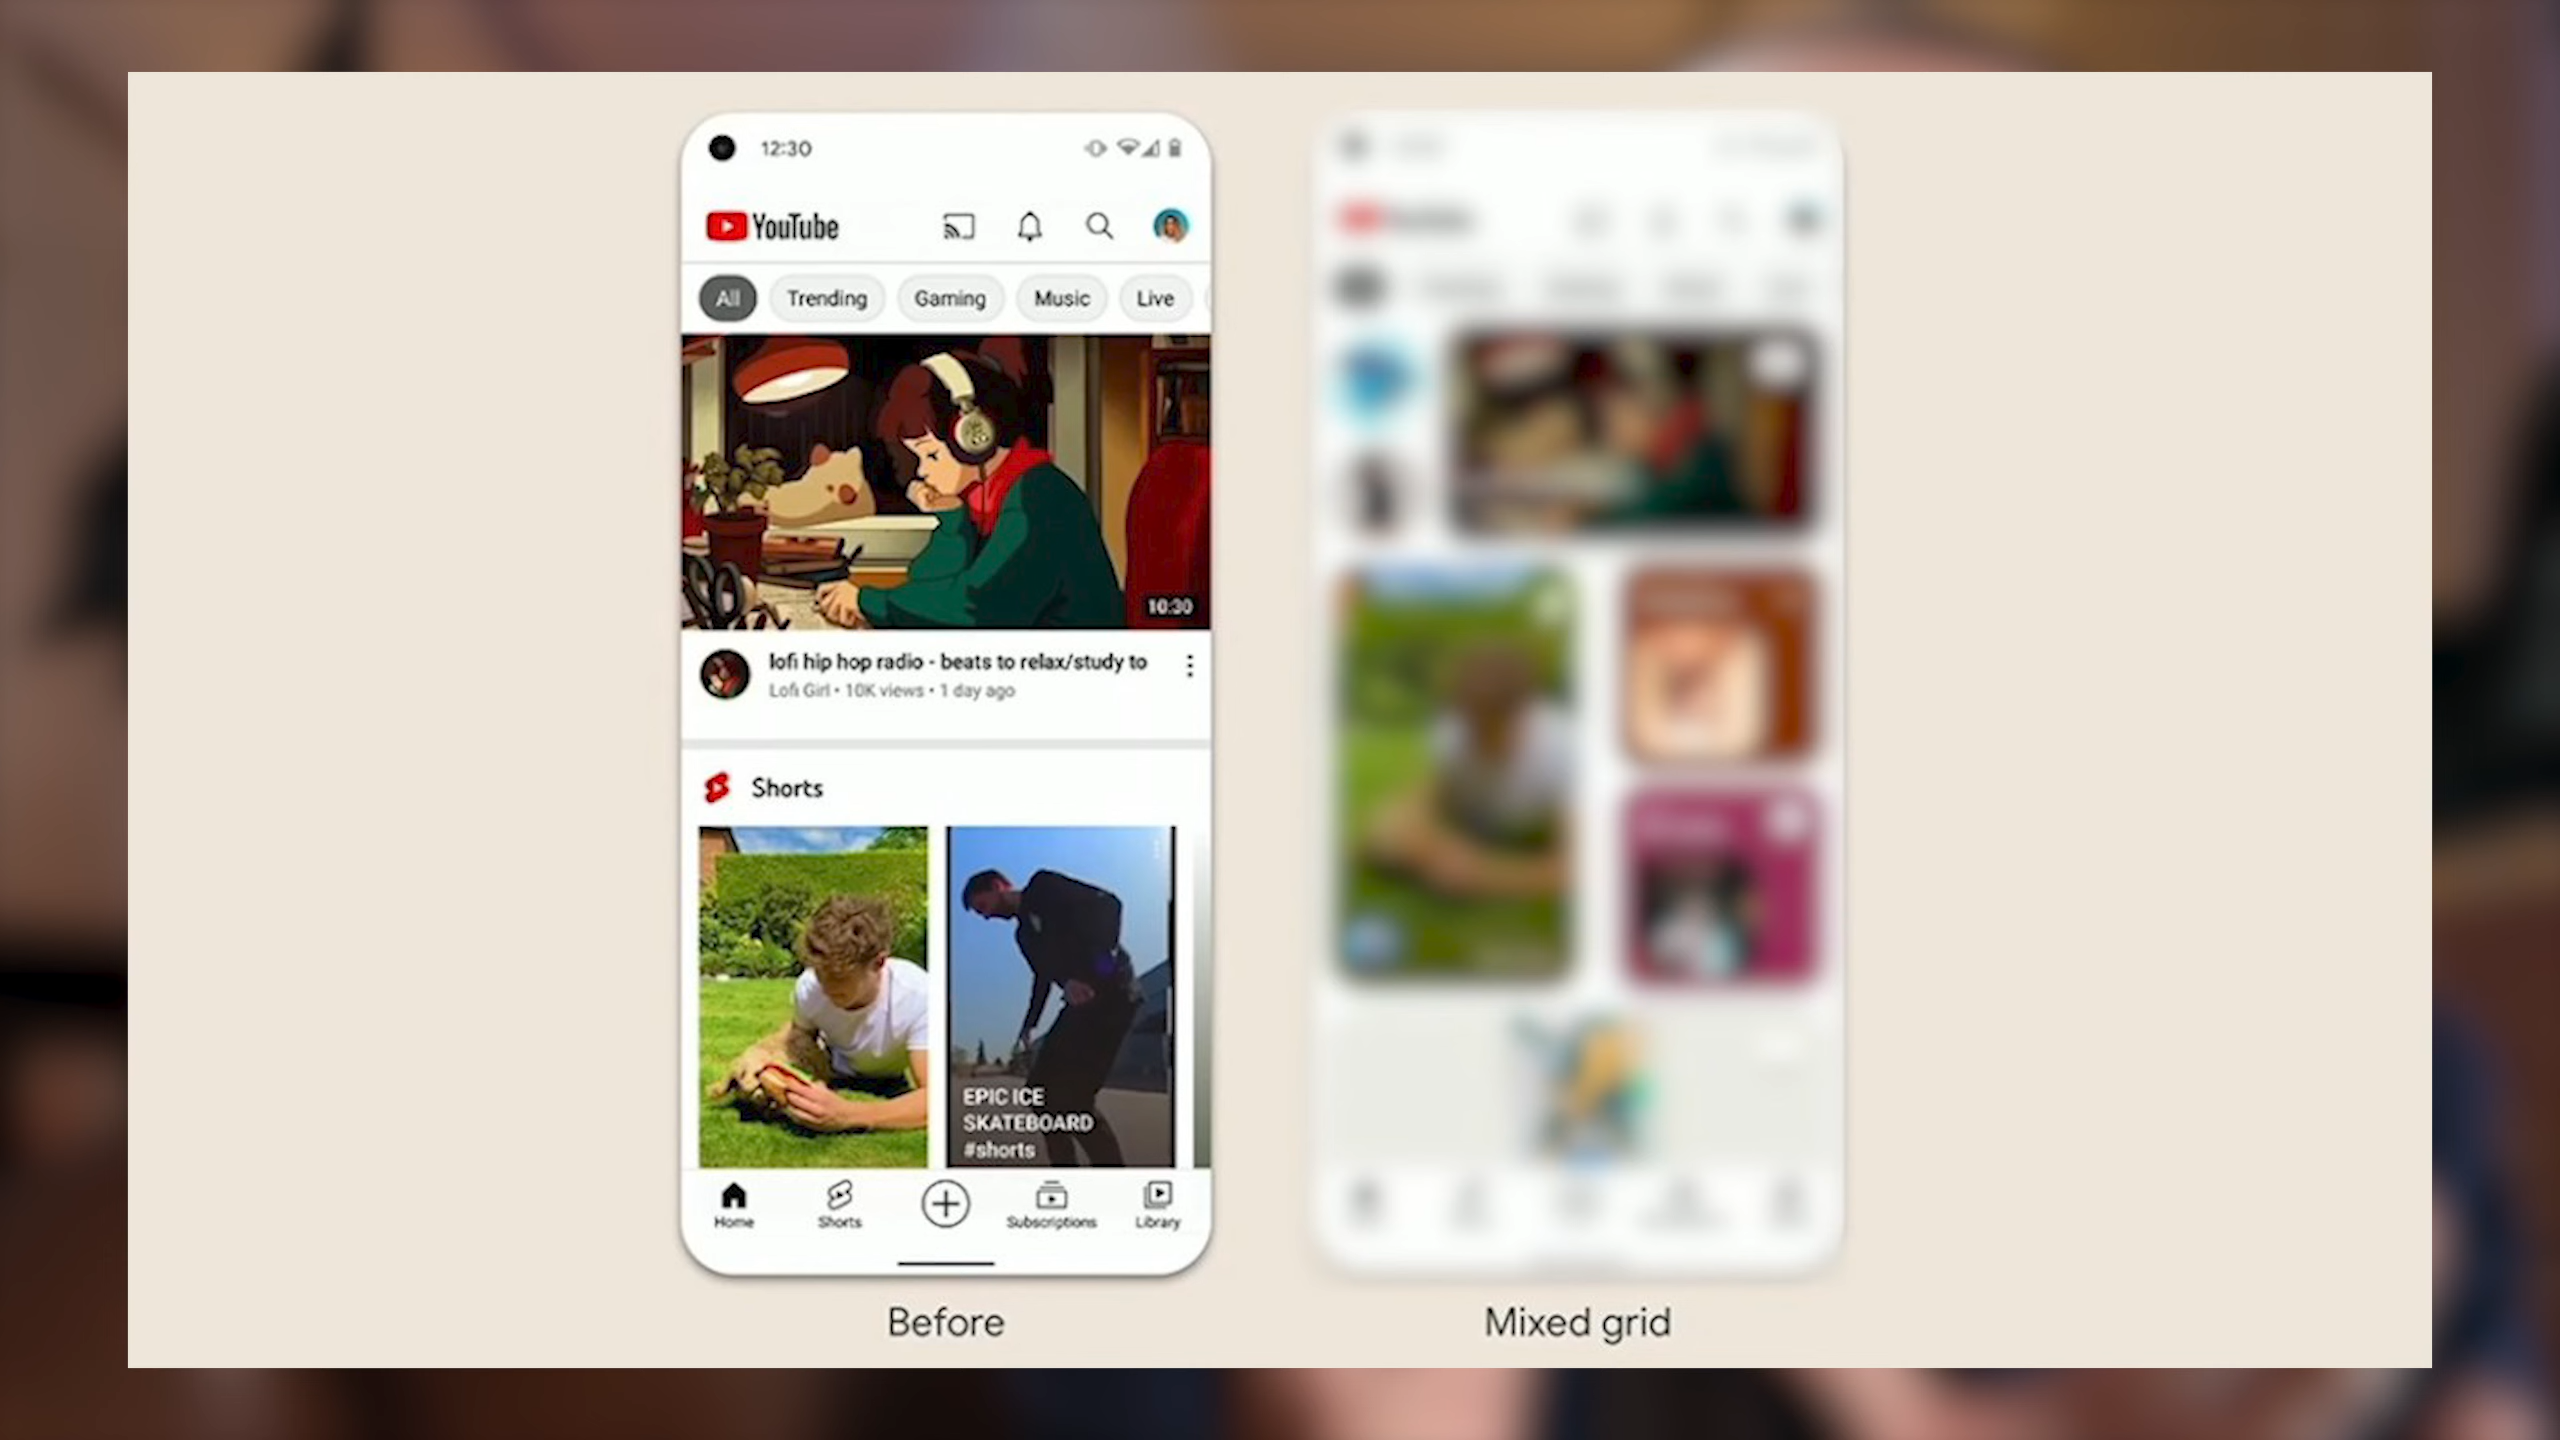 12:30
YouTube
All Trending Gaming Music Live
10:30
lofi hip hop radio - beats to relax/study to
Lofi Girl • 10K views • 1 day ago
Shorts
EPIC ICE
SKATEBOARD
#shorts
Home Shorts Subscriptions Library
Before
Mixed grid